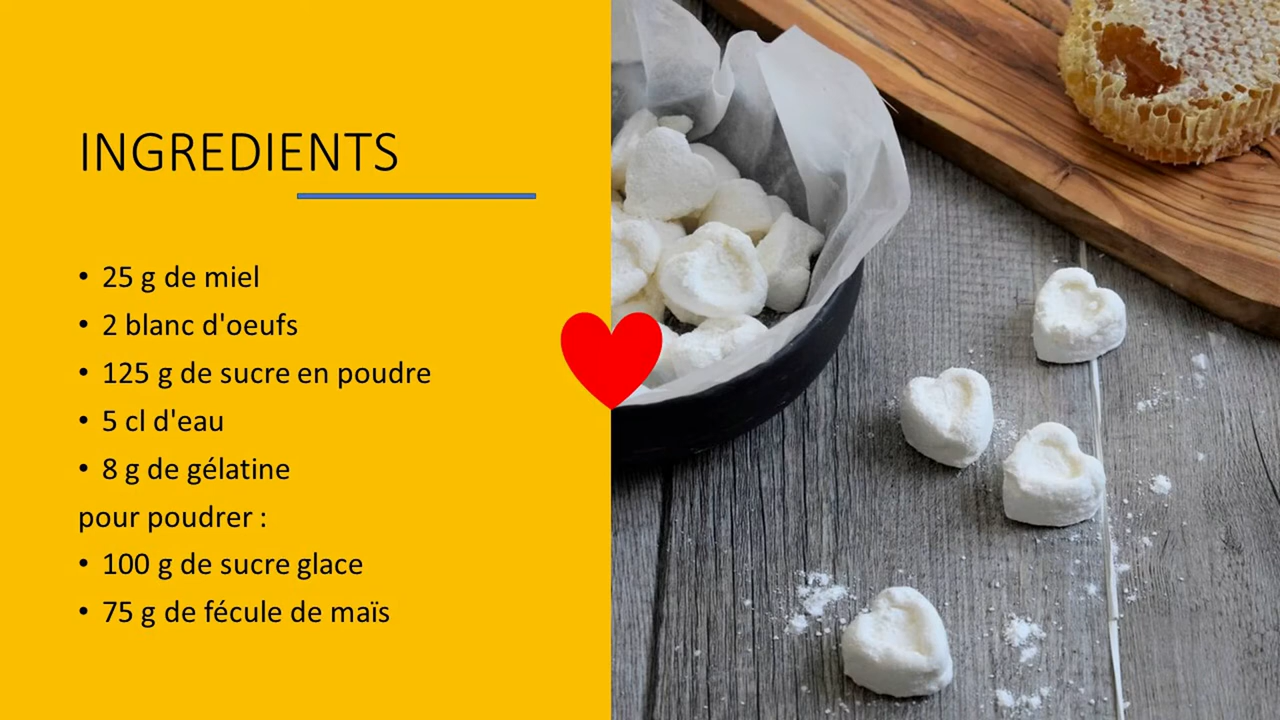 INGREDIENTS
• 25 g de miel
• 2 blanc d'oeufs
• 125 g de sucre en poudre
• 5 cl d'eau
• 8 g de gélatine
pour poudrer :
• 100 g de sucre glace
• 75 g de fécule de maïs